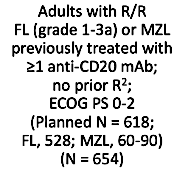 Adults with R/R
FL (grade 1-3a) or MZL
previously treated with
≥1 anti-CD20 mAb;
no prior R²;
ECOG PS 0-2
(Planned N = 618;
FL, 528; MZL, 60-90)
(N = 654)